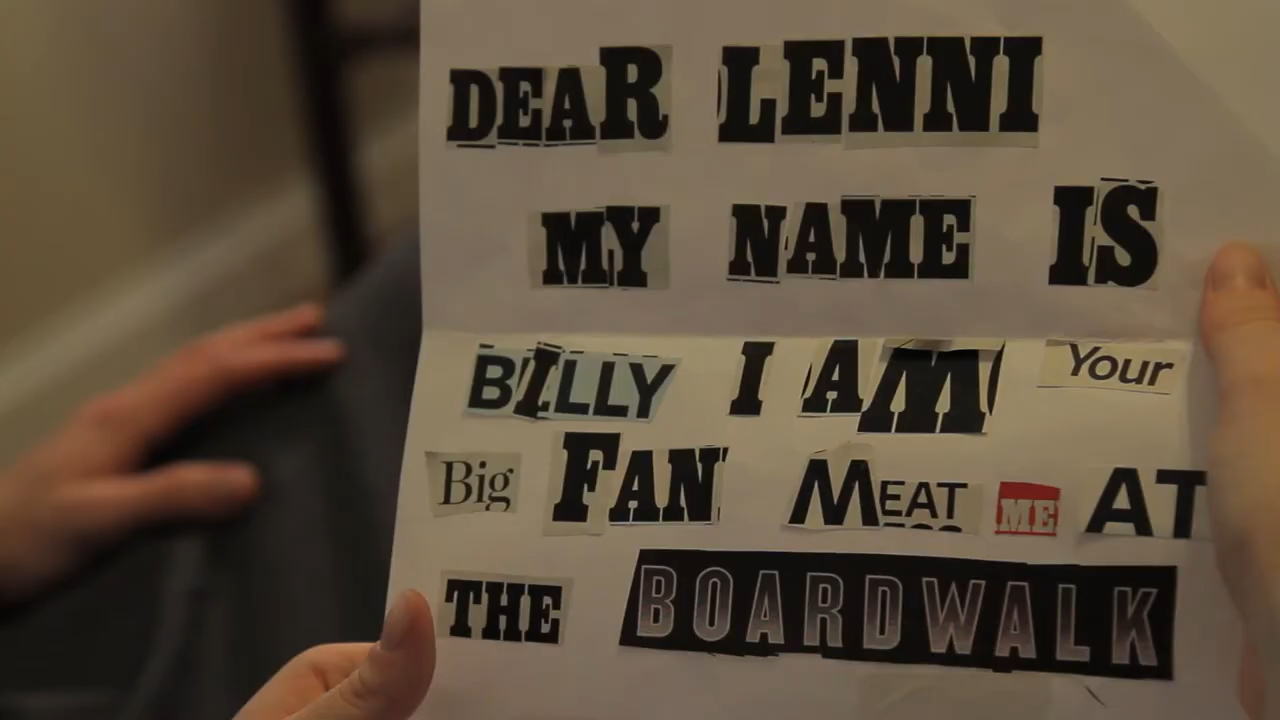 DEAR LENNI
MY NAME IS
BILLY I AM Your
Big FAN MEAT ME AT
THE BOARDWALK